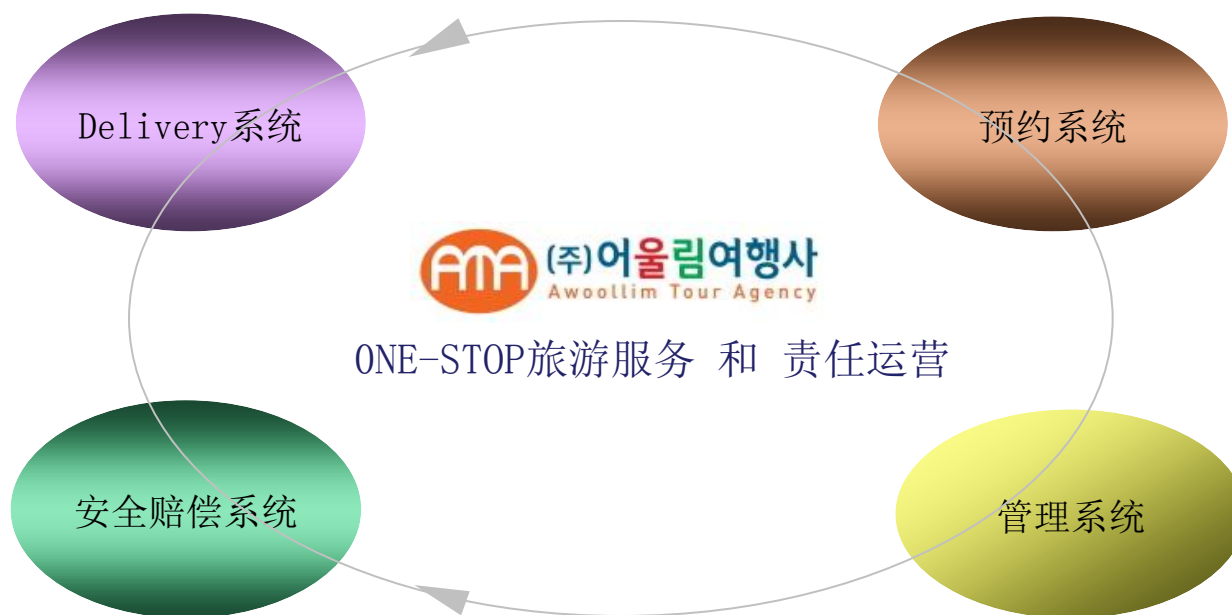 Delivery系统
预约系统
AMA
(주)어울림여행사
Awoollim Tour Agency
ONE-STOP旅游服务 和 责任运营
安全赔偿系统
管理系统